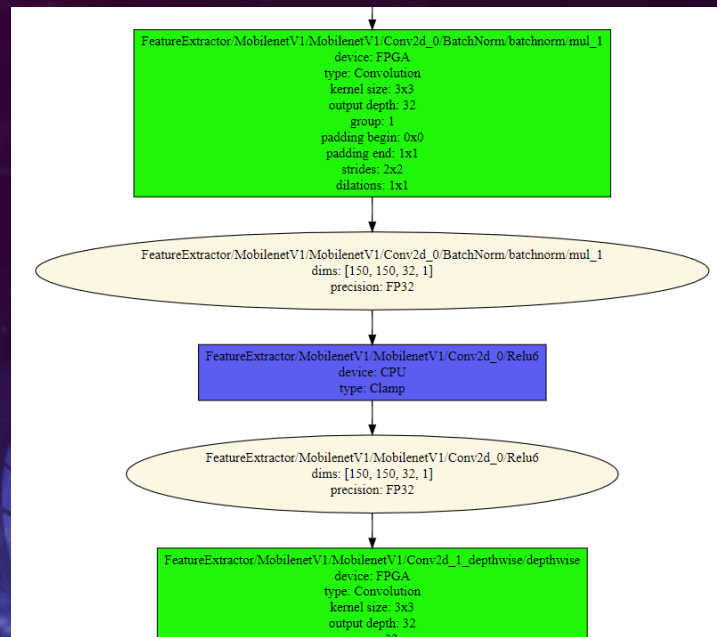 FeatureExtractor/MobilenetV1/MobilenetV1/Conv2d_0/BatchNorm/batchnorm/mul_1
device: FPGA
type: Convolution
kernel size: 3x3
output depth: 32
group: 1
padding begin: 0x0
padding end: 1x1
strides: 2x2
dilations: 1x1
FeatureExtractor/MobilenetV1/MobilenetV1/Conv2d_0/BatchNorm/batchnorm/mul_1
dims: [150, 150, 32, 1]
precision: FP32
FeatureExtractor/MobilenetV1/MobilenetV1/Conv2d_0/Relu6
device: CPU
type: Clamp
FeatureExtractor/MobilenetV1/MobilenetV1/Conv2d_0/Relu6
dims: [150, 150, 32, 1]
precision: FP32
FeatureExtractor/MobilenetV1/MobilenetV1/Conv2d_1_depthwise/depthwise
device: FPGA
type: Convolution
kernel size: 3x3
output depth: 32